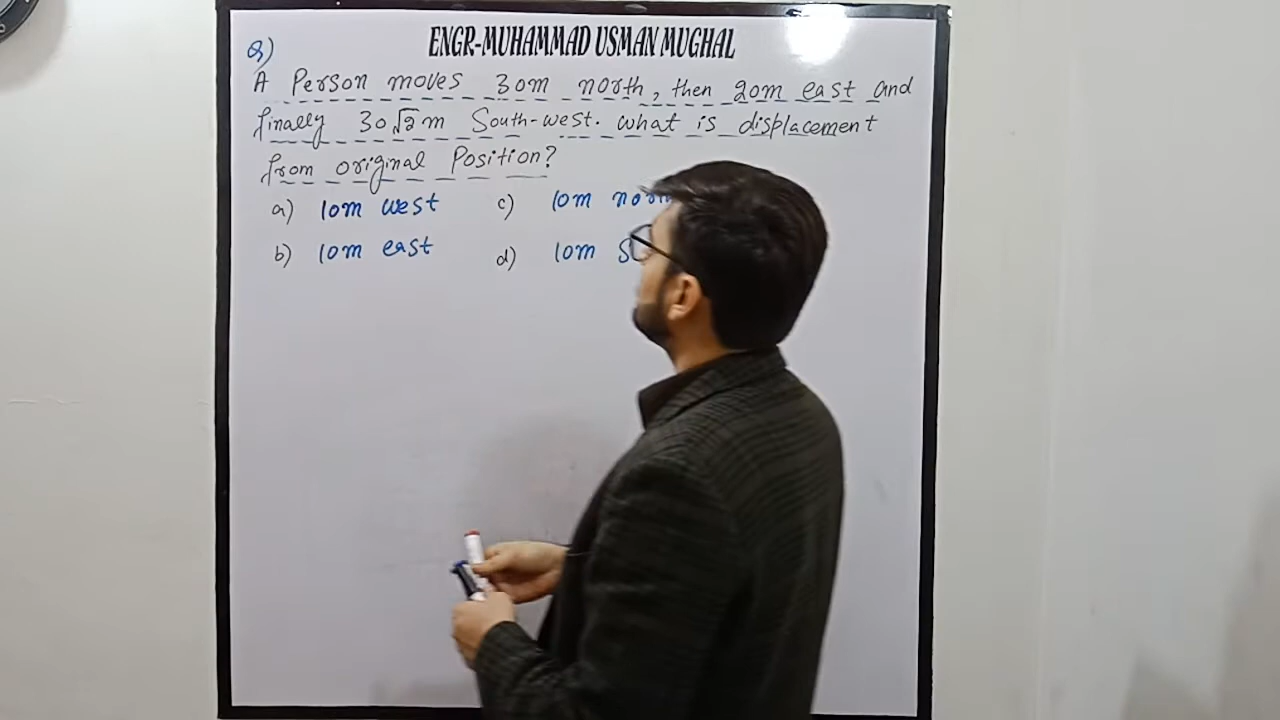 ENGR-MUHAMMAD USMAN MUGHAL
Q)
A Person moves 30m north, then 20m east and
finally 30√2 m South-west. what is displacement
from original Position?
a) 10m west c) 10m
b) 10m east d) 10m